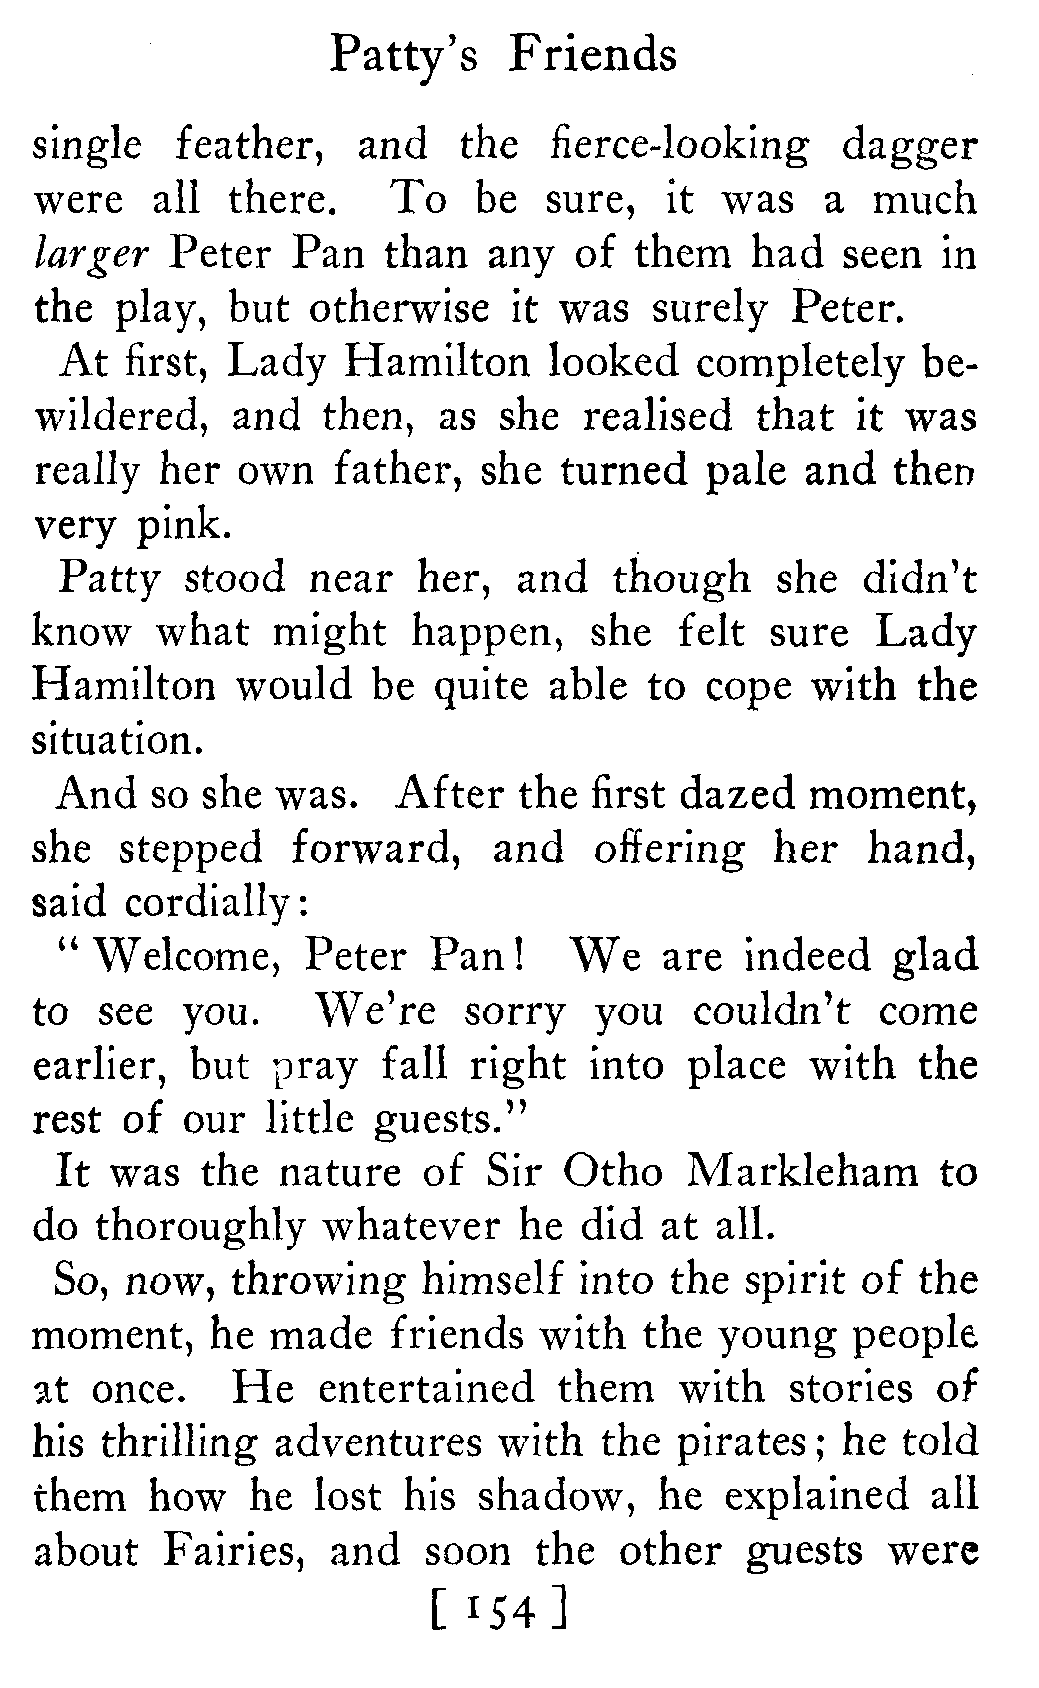 Patty's Friends
single feather, and the fierce-looking dagger
were all there. To be sure, it was a much
larger Peter Pan than any of them had seen in
the play, but otherwise it was surely Peter.
At first, Lady Hamilton looked completely be-
wildered, and then, as she realised that it was
really her own father, she turned pale and then
very pink.
Patty stood near her, and though she didn't
know what might happen, she felt sure Lady
Hamilton would be quite able to cope with the
situation.
And so she was. After the first dazed moment,
she stepped forward, and offering her hand,
said cordially:
"Welcome, Peter Pan! We are indeed glad
to see you. We're sorry you couldn't come
earlier, but pray fall right into place with the
rest of our little guests."
It was the nature of Sir Otho Markleham to
do thoroughly whatever he did at all.
So, now, throwing himself into the spirit of the
moment, he made friends with the young people
at once. He entertained them with stories of
his thrilling adventures with the pirates; he told
them how he lost his shadow, he explained all
about Fairies, and soon the other guests were
[ 154 ]